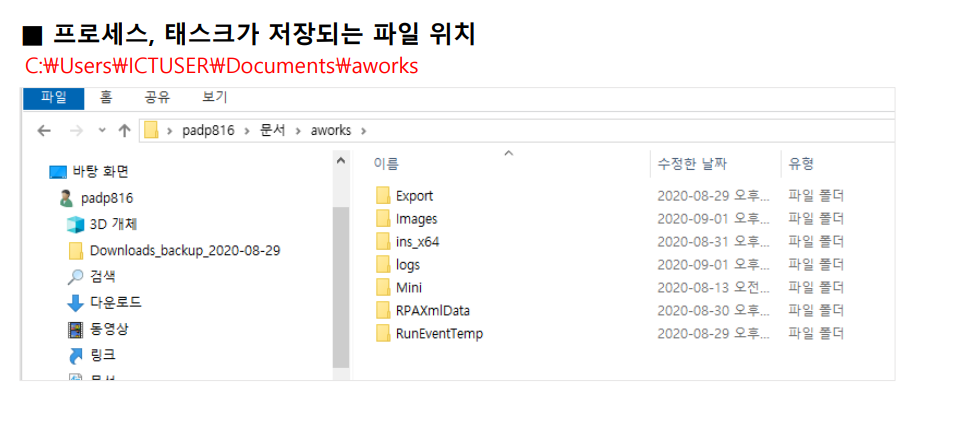 ■ 프로세스, 태스크가 저장되는 파일 위치
C:₩Users₩ICTUSER₩Documents₩aworks
파일 홈 공유 보기
padp816 > 문서 > aworks >
이름 수정한 날짜 유형
바탕 화면
padp816
3D 개체
Downloads_backup_2020-08-29
검색
다운로드
동영상
링크
문서
Export 2020-08-29 오후... 파일 폴더
Images 2020-09-01 오후... 파일 폴더
ins_x64 2020-08-31 오후... 파일 폴더
logs 2020-09-01 오후... 파일 폴더
Mini 2020-08-13 오전... 파일 폴더
RPAXmlData 2020-08-30 오후... 파일 폴더
RunEventTemp 2020-08-29 오후... 파일 폴더